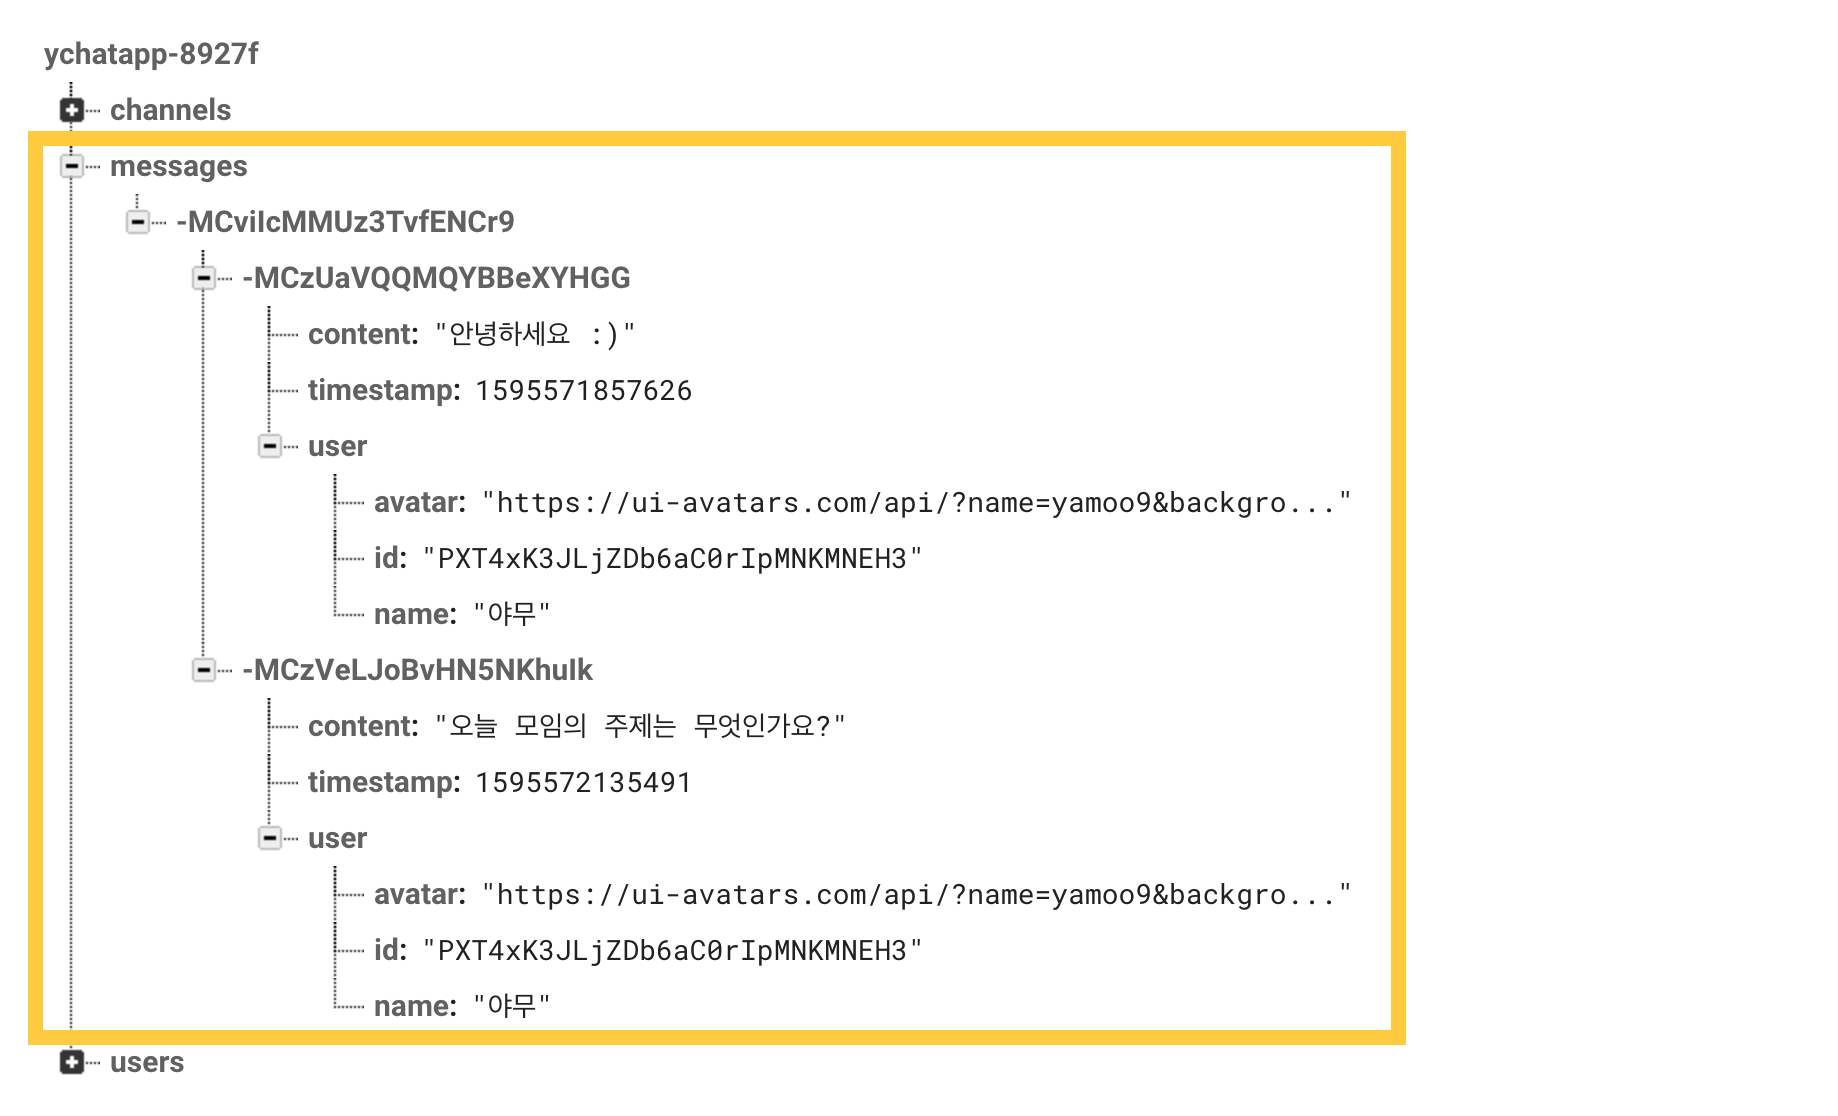 ychatapp-8927f
channels
messages
-MCviIcMMUz3TvfENCr9
-MCzUaVQQMQYBBeXYHGG
content: "안녕하세요 :)"
timestamp: 1595571857626
user
avatar: "https://ui-avatars.com/api/?name=yamoo9&backgro..."
id: "PXT4xK3JLjZDb6aC0rIpMNKMNEH3"
name: "야무"
-MCzVeLJoBvHN5NKhuIk
content: "오늘 모임의 주제는 무엇인가요?"
timestamp: 1595572135491
user
avatar: "https://ui-avatars.com/api/?name=yamoo9&backgro..."
id: "PXT4xK3JLjZDb6aC0rIpMNKMNEH3"
name: "야무"
users